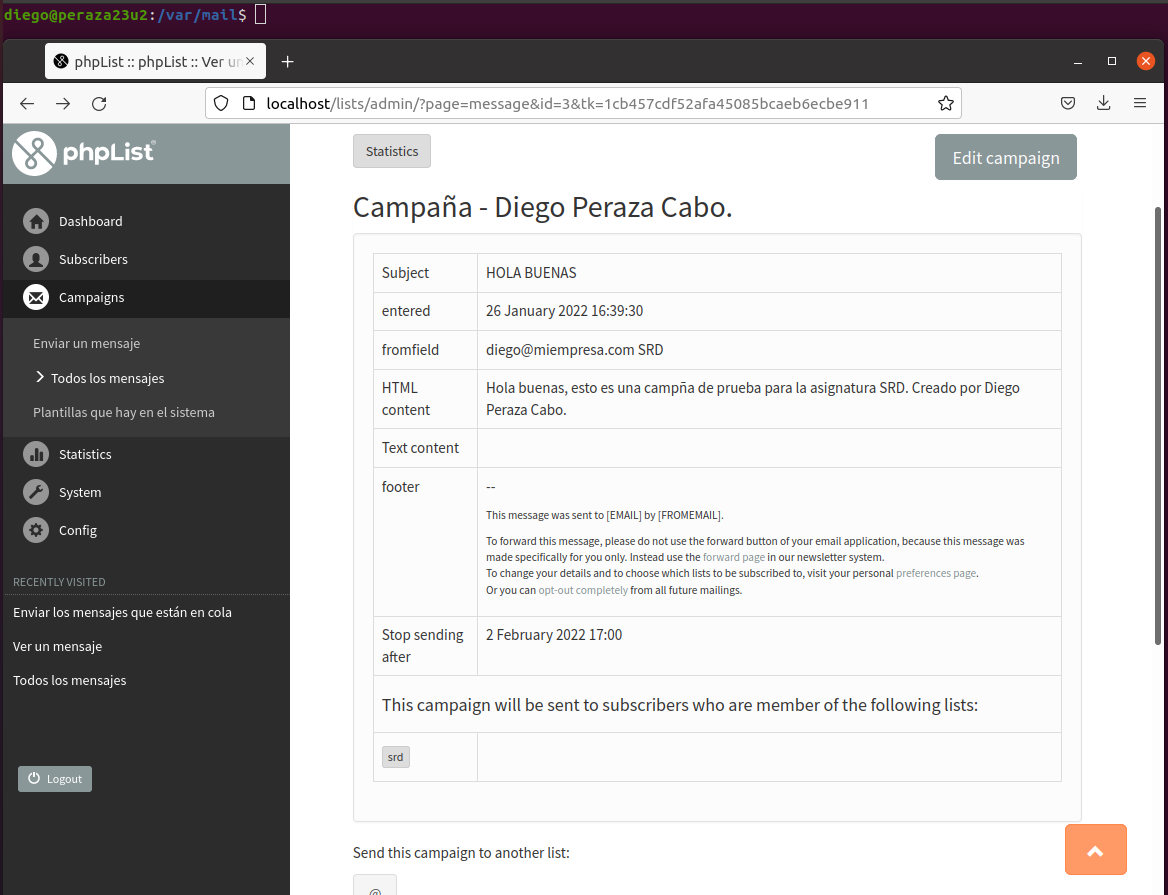 diego@peraza23u2:/var/mail$
phpList :: phpList :: Ver un
localhost/lists/admin/?page=message&id=3&tk=1cb457cdf52afa45085bcaeb6ecbe911
phpList
Dashboard
Subscribers
Campaigns
Enviar un mensaje
Todos los mensajes
Plantillas que hay en el sistema
Statistics
System
Config
RECENTLY VISITED
Enviar los mensajes que están en cola
Ver un mensaje
Todos los mensajes
Logout
Statistics
Edit campaign
Campaña - Diego Peraza Cabo.
Subject HOLA BUENAS
entered 26 January 2022 16:39:30
fromfield diego@miempresa.com SRD
HTML content
Hola buenas, esto es una campña de prueba para la asignatura SRD. Creado por Diego
Peraza Cabo.
Text content
footer --
This message was sent to [EMAIL] by [FROMEMAIL].
To forward this message, please do not use the forward button of your email application, because this message was
made specifically for you only. Instead use the forward page in our newsletter system.
To change your details and to choose which lists to be subscribed to, visit your personal preferences page.
Or you can opt-out completely from all future mailings.
Stop sending after
2 February 2022 17:00
This campaign will be sent to subscribers who are member of the following lists:
srd
Send this campaign to another list:
@